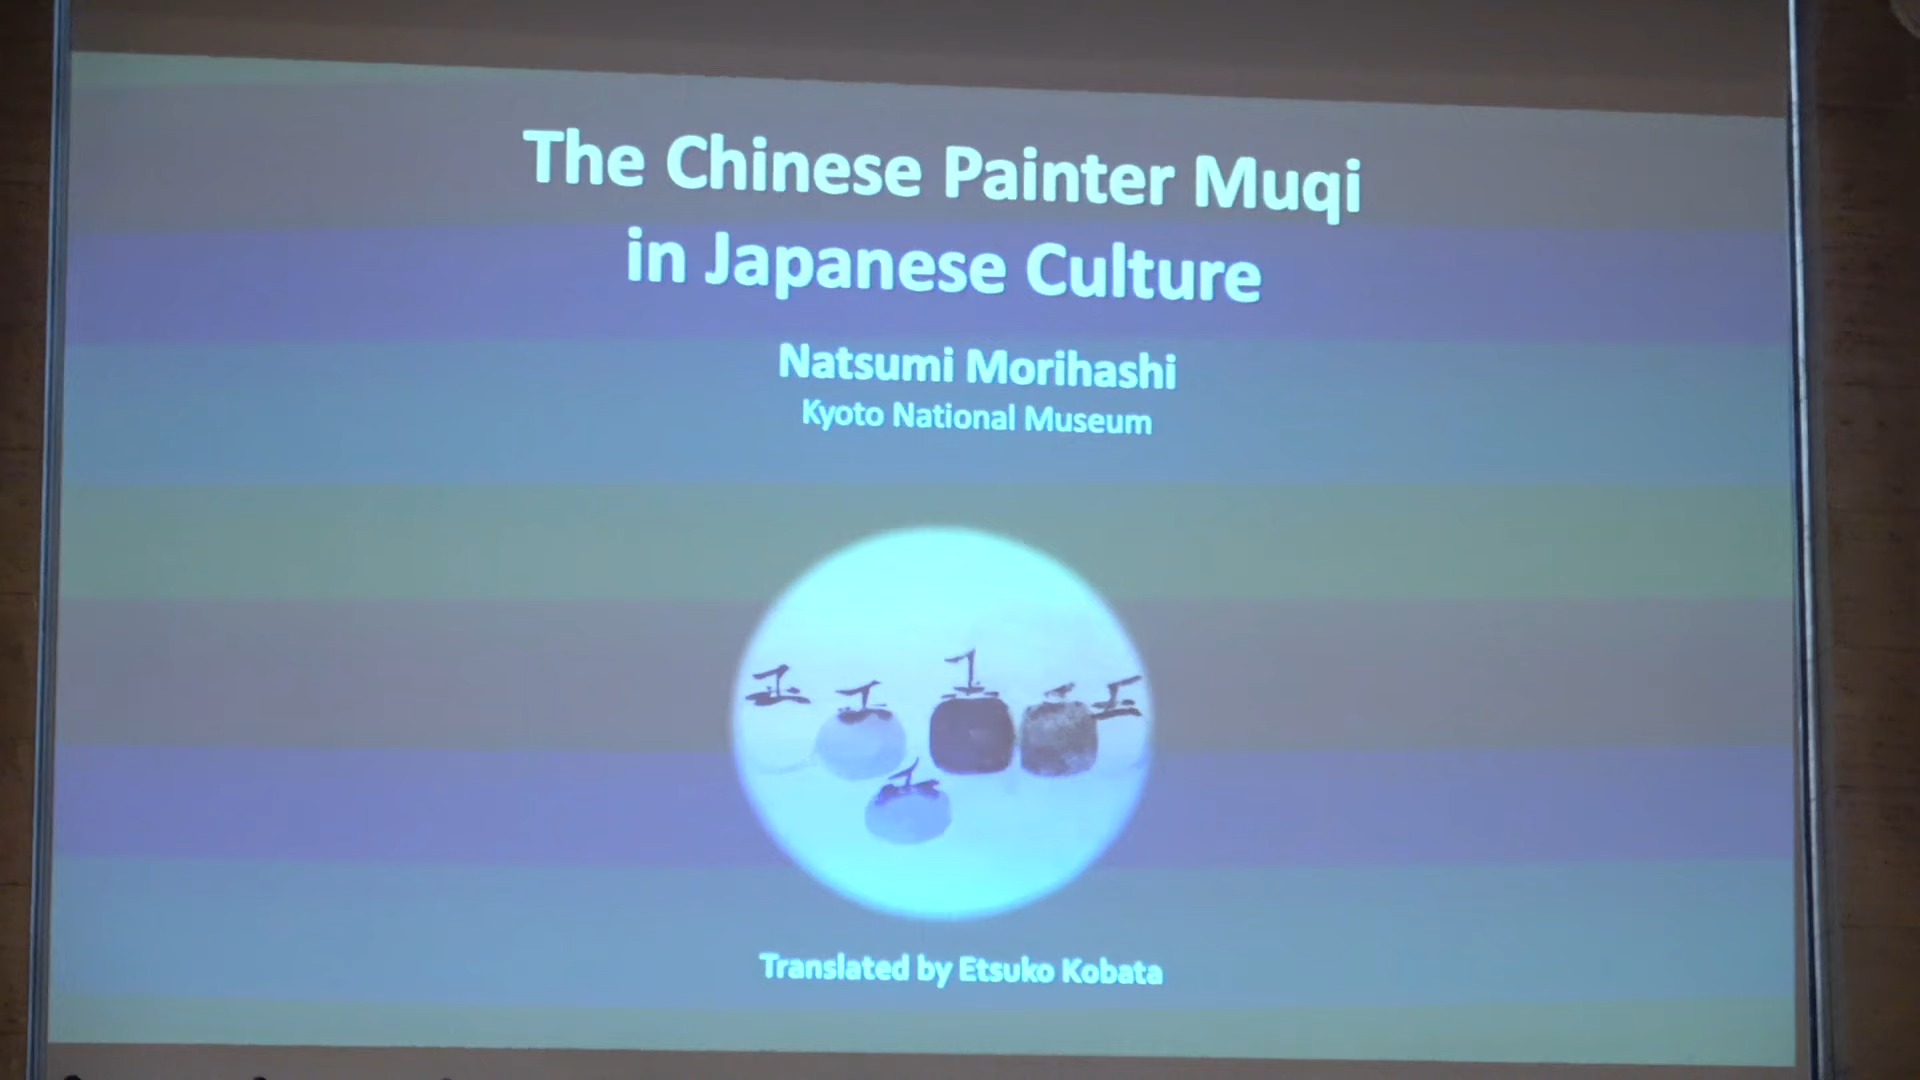 The Chinese Painter Muqi
in Japanese Culture
Natsumi Morihashi
Kyoto National Museum
Translated by Etsuko Kobata